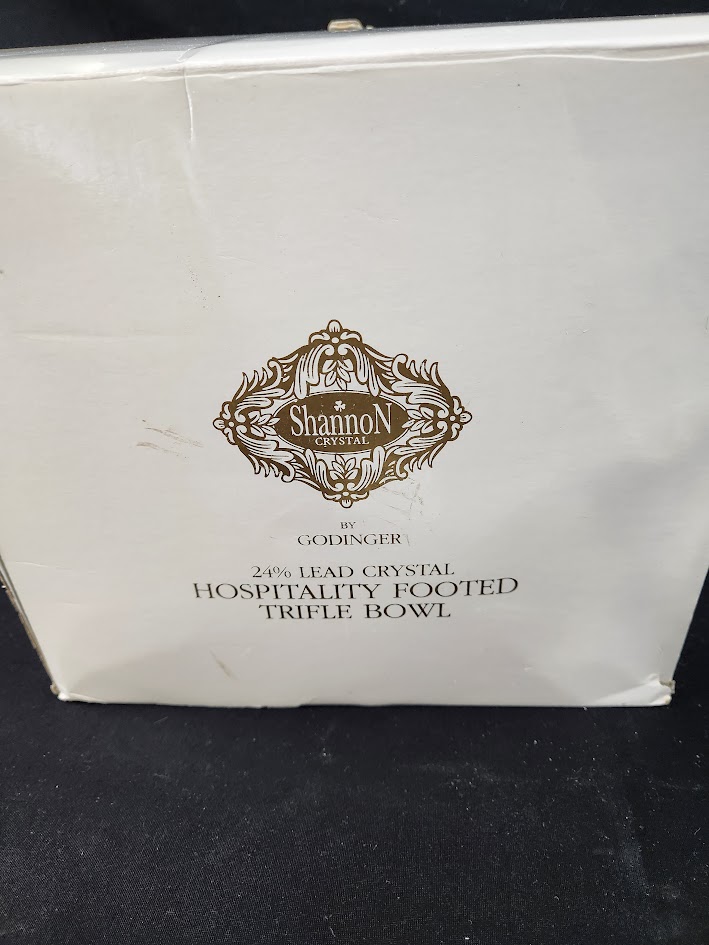 ShannoN
CRYSTAL
BY
GODINGER
24% LEAD CRYSTAL
HOSPITALITY FOOTED
TRIFLE BOWL